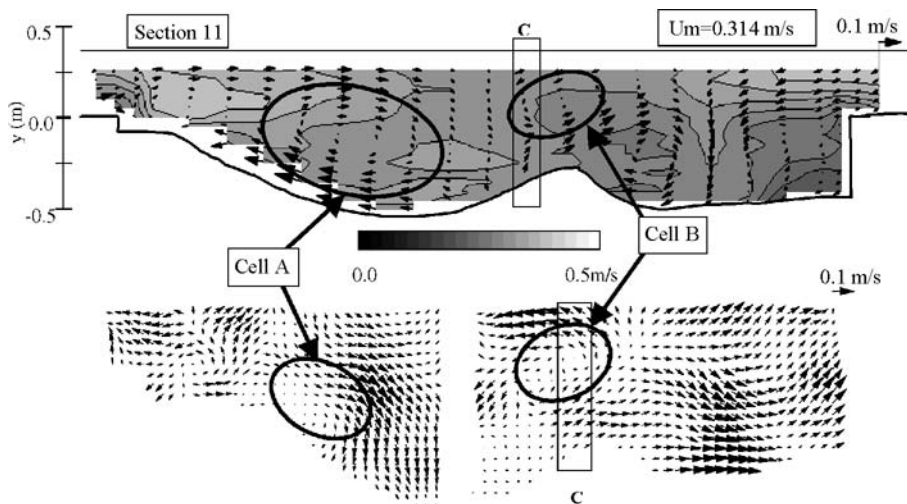 0.5
Section 11
C
Um=0.314 m/s
0.1 m/s
y (m)
0.0
-0.5
Cell A
Cell B
0.0
0.5m/s
0.1 m/s
C